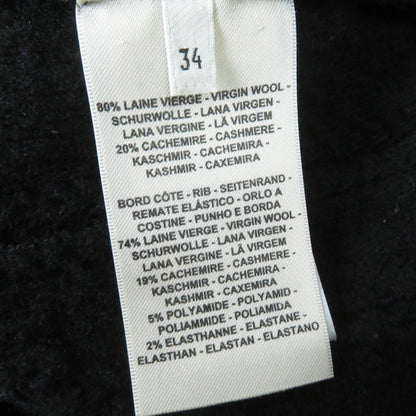 34
80% LAINE VIERGE - VIRGIN WOOL -
SCHURWOLLE - LANA VIRGEN -
LANA VERGINE - LÃ VIRGEM
20% CACHEMIRE - CASHMERE -
KASCHMIR - CACHEMIRA -
KASHMIR - CAXEMIRA
BORD CÔTE - RIB - SEITENRAND -
REMATE ELÁSTICO - ORLO A
COSTINE - PUNHO E BORDA
74% LAINE VIERGE - VIRGIN WOOL -
SCHURWOLLE - LANA VIRGEN -
LANA VERGINE - LÃ VIRGEM
19% CACHEMIRE - CASHMERE -
KASCHMIR - CACHEMIRA -
KASHMIR - CAXEMIRA
5% POLYAMIDE - POLYAMID -
POLIAMMIDE - POLIAMIDA
2% ELASTHANNE - ELASTANE -
ELASTHAN - ELASTAN - ELASTANO